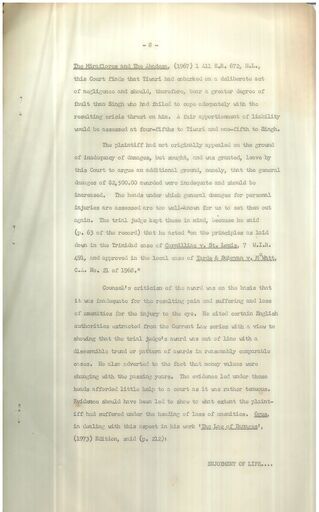 - 8 -
The Miraflores and The Abadesa, (1967) 1 All E.R. 672, H.L.,
this Court finds that Tiwari had embarked on a deliberate act
of negligence and should, therefore, bear a greater degree of
fault than Singh who had failed to cope adequately with the
resulting crisis thrust on him. A fair apportionment of liability
would be assessed at four-fifths to Tiwari and one-fifth to Singh.
The plaintiff had not originally appealed on the ground
of inadequacy of damages, but sought, and was granted, leave by
this Court to argue an additional ground, namely, that the general
damages of $2,500.00 awarded were inadequate and should be
increased. The heads under which general damages for personal
injuries are assessed are too well-known for us to set them out
again. The trial judge kept these in mind, because he said
(p. 63 of the record) that he acted "on the principles as laid
down in the Trinidad case of Cornilliac v. St. Louis, 7 W.I.R.
491, and approved in the local case of v.
C.A. No. 21 of 1968."
Counsel's criticism of the award was on the basis that
it was inadequate for the resulting pain and suffering and loss
of amenities for the injury to the eye. He cited certain English
authorities extracted from the Current Law series with a view to
showing that the trial judge's award was out of line with a
discernible trend or pattern of awards in reasonably comparable
cases. He also adverted to the fact that money values were
changing with the passing years. The evidence led under these
heads afforded little help to a court as it was rather tenuous.
Evidence should have been led to show to what extent the plaint-
iff had suffered under the heading of loss of amenities.
in dealing with this aspect in his work 'The Law of Damages',
(1973) Edition, said (p. 212):
ENJOYMENT OF LIFE....